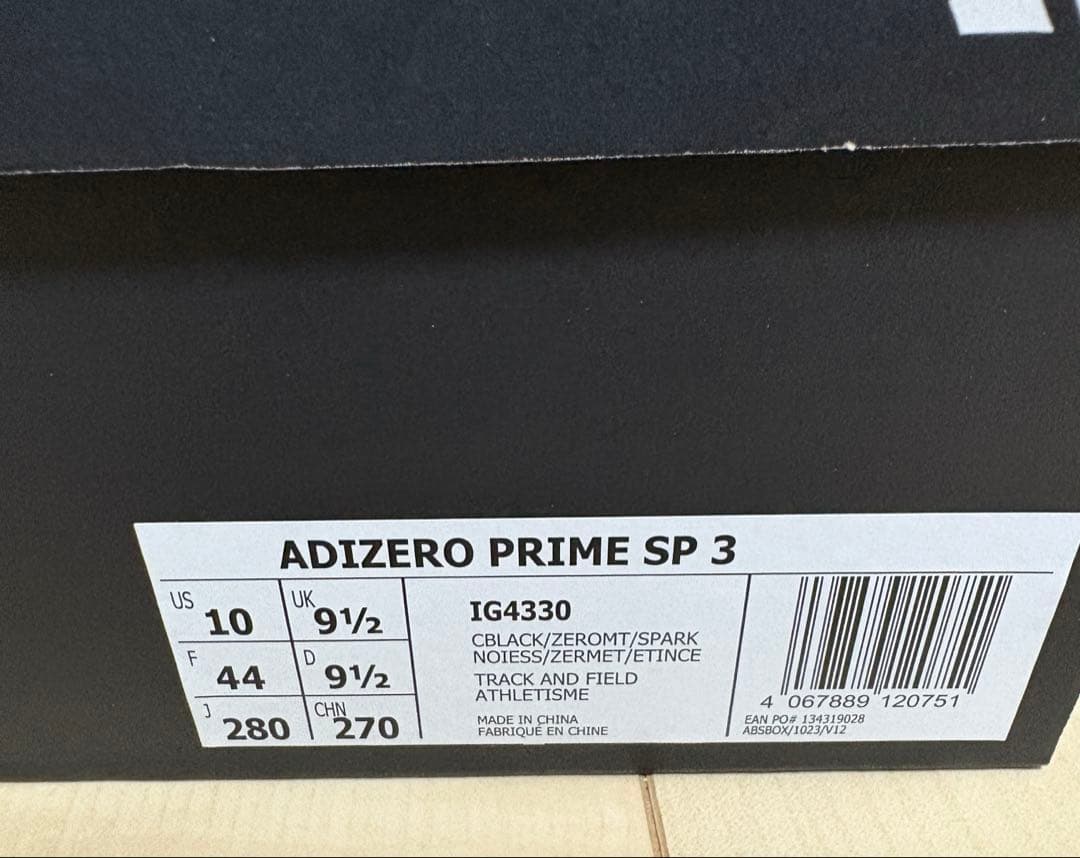 ADIZERO PRIME SP 3
US 10 UK 9½
F 44 D 9½
J 280 CHN 270
IG4330
CBLACK/ZEROMT/SPARK
NOIESS/ZERMET/ETINCE
TRACK AND FIELD
ATHLETISME
MADE IN CHINA
FABRIQUÉ EN CHINE
4 067889 120751
EAN PO# 134319028
ABSBOX/1023/V12